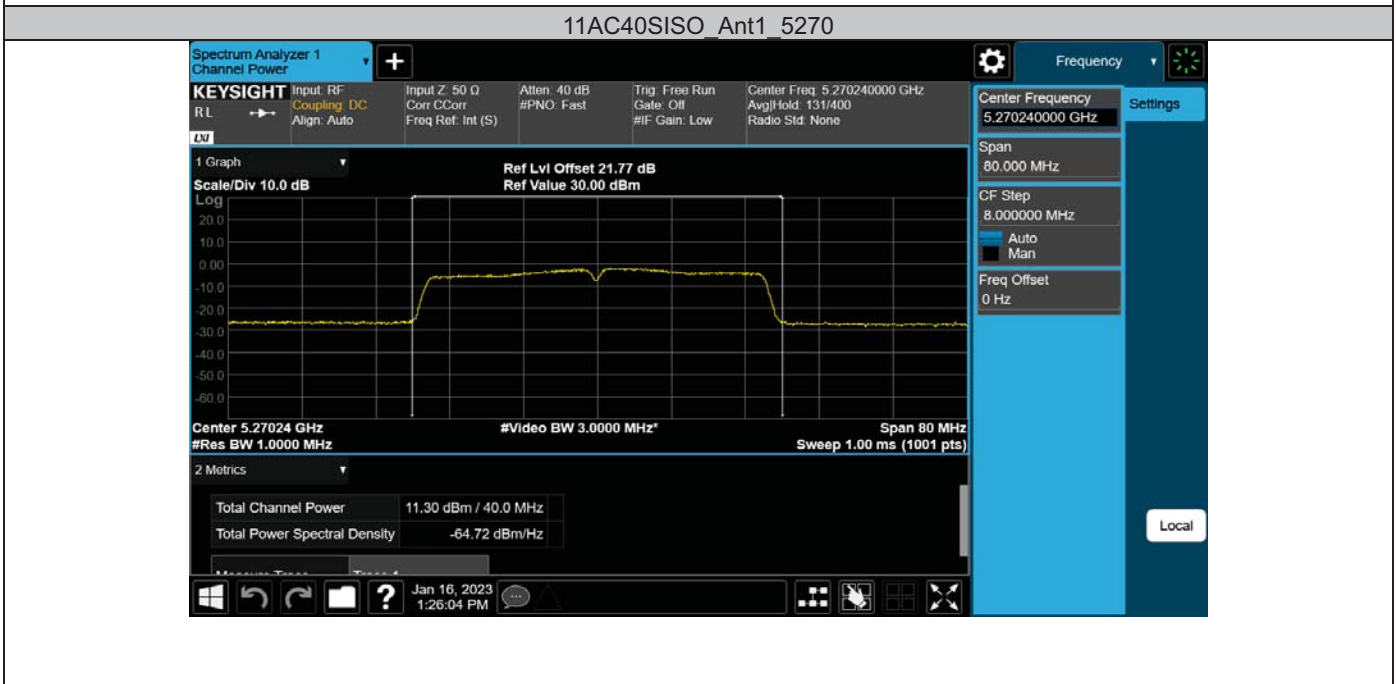 11AC40SISO_Ant1_5270
Spectrum Analyzer 1
Channel Power
+
Frequency
KEYSIGHT
R L
LXI
Input: RF
Coupling: DC
Align: Auto
Input Z: 50 Ω
Corr CCorr
Freq Ref: Int (S)
Atten: 40 dB
#PNO: Fast
Trig: Free Run
Gate: Off
#IF Gain: Low
Center Freq: 5.270240000 GHz
Avg|Hold: 131/400
Radio Std: None
Center Frequency
5.270240000 GHz
Settings
Span
80.000 MHz
CF Step
8.000000 MHz
Auto
Man
Freq Offset
0 Hz
Local
1 Graph
Scale/Div 10.0 dB
Ref Lvl Offset 21.77 dB
Ref Value 30.00 dBm
Log
20.0
10.0
0.00
-10.0
-20.0
-30.0
-40.0
-50.0
-60.0
Center 5.27024 GHz
#Res BW 1.0000 MHz
#Video BW 3.0000 MHz*
Span 80 MHz
Sweep 1.00 ms (1001 pts)
2 Metrics
Total Channel Power 11.30 dBm / 40.0 MHz
Total Power Spectral Density -64.72 dBm/Hz
?
Jan 16, 2023
1:26:04 PM